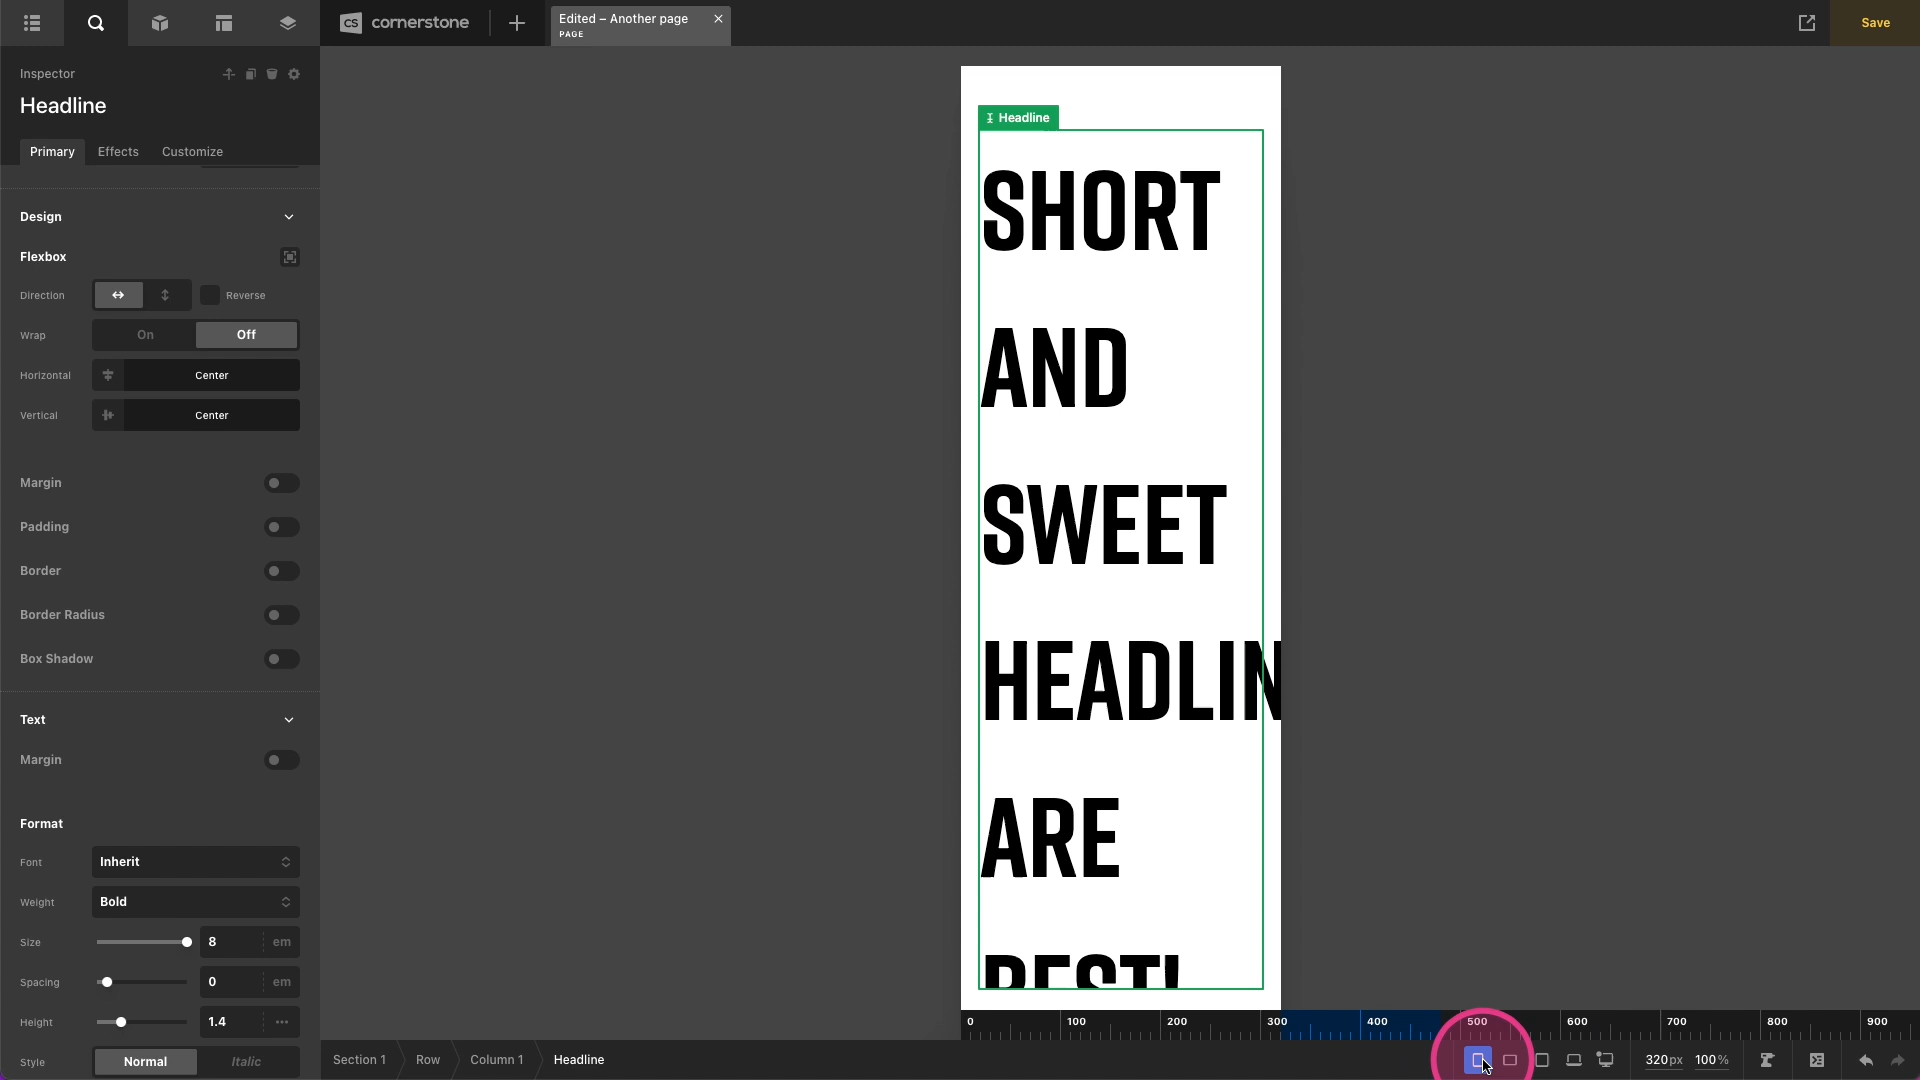 CS cornerstone
Edited – Another page
PAGE
Save
Inspector
Headline
Primary Effects Customize
Design
Flexbox
Direction Reverse
Wrap On Off
Horizontal Center
Vertical Center
Margin
Padding
Border
Border Radius
Box Shadow
Text
Margin
Format
Font Inherit
Weight Bold
Size 8 em
Spacing 0 em
Height 1.4
Style Normal Italic
Headline
SHORT
AND
SWEET
HEADLIN
ARE
BEST!
0 100 200 300 400 500 600 700 800 900
Section 1 Row Column 1 Headline
320px 100%